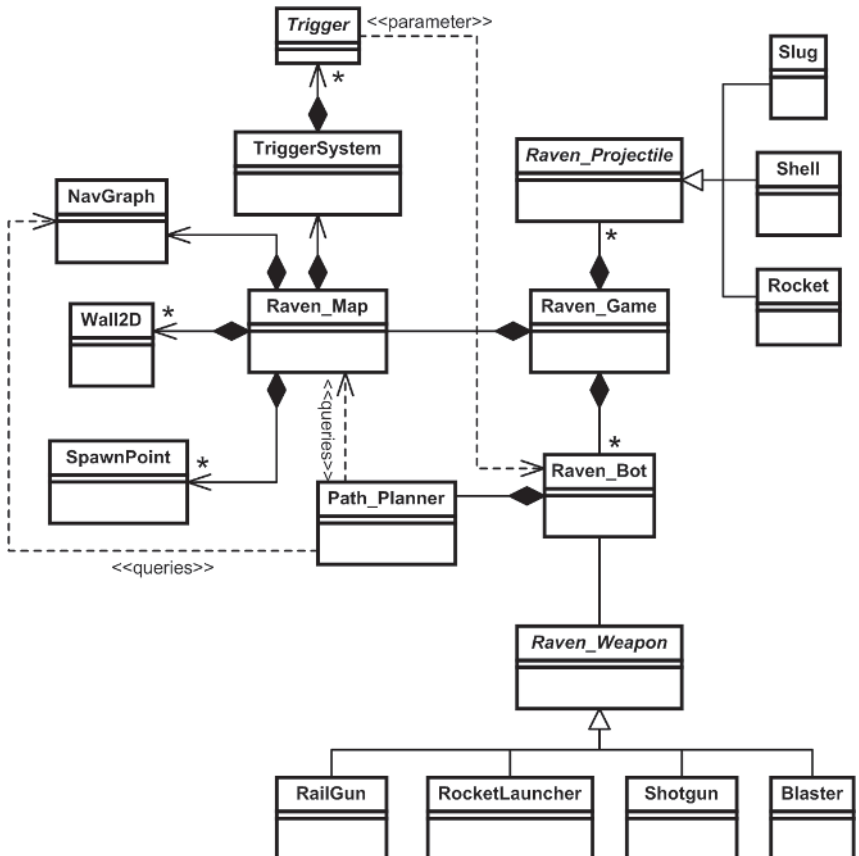 Trigger
<<parameter>>
*
Slug
TriggerSystem
Raven_Projectile
Shell
NavGraph
*
Rocket
Raven_Map
Raven_Game
Wall2D
*
<<queries>>
*
SpawnPoint
*
Raven_Bot
Path_Planner
<<queries>>
Raven_Weapon
RailGun
RocketLauncher
Shotgun
Blaster